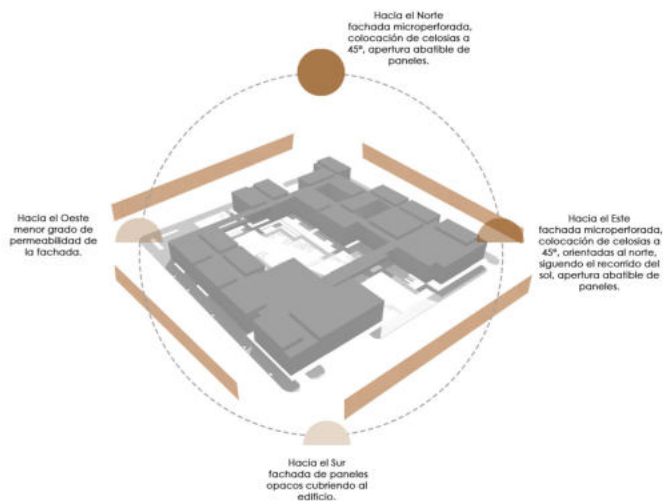 Hacia el Norte
fachada microperforada,
colocación de celosias a
45°, apertura abatible de
paneles.
Hacia el Oeste
menor grado de
permeabilidad de
la fachada.
Hacia el Este
fachada microperforada,
colocación de celosias a
45°, orientadas al norte,
siguiendo el recorrido del
sol, apertura abatible de
paneles.
Hacia el Sur
fachada de paneles
opacos cubriendo al
edificio.